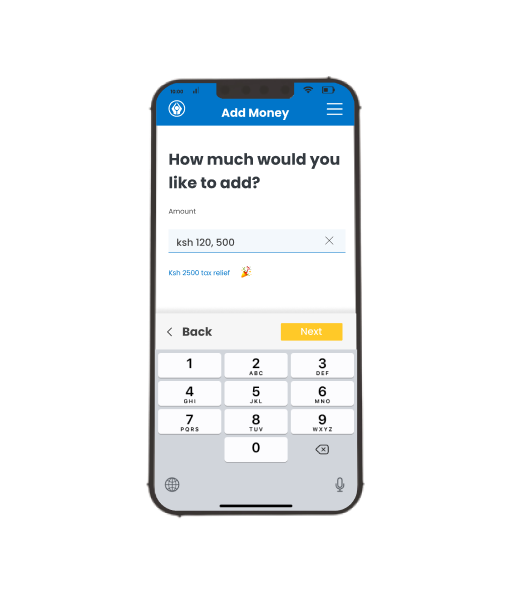 Add Money
How much would you
like to add?
Amount
ksh 120, 500
Ksh 2500 tax relief
Back
Next
1
2
ABC
3
DEF
4
GHI
5
JKL
6
MNO
7
PQRS
8
TUV
9
WXYZ
0